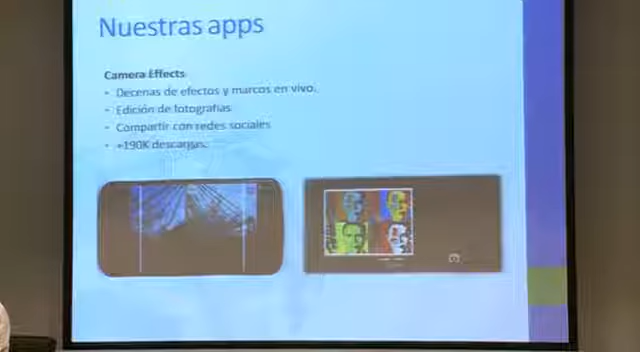 Nuestras apps
Camera Effects
- Decenas de efectos y marcos en vivo.
- Edición de fotografías
- Compartir con redes sociales
- +190K descargas.